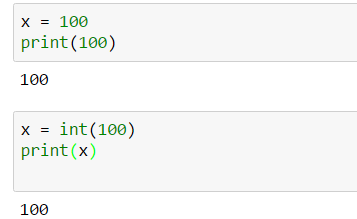 x = 100
print(100)
100
x = int(100)
print(x)
100